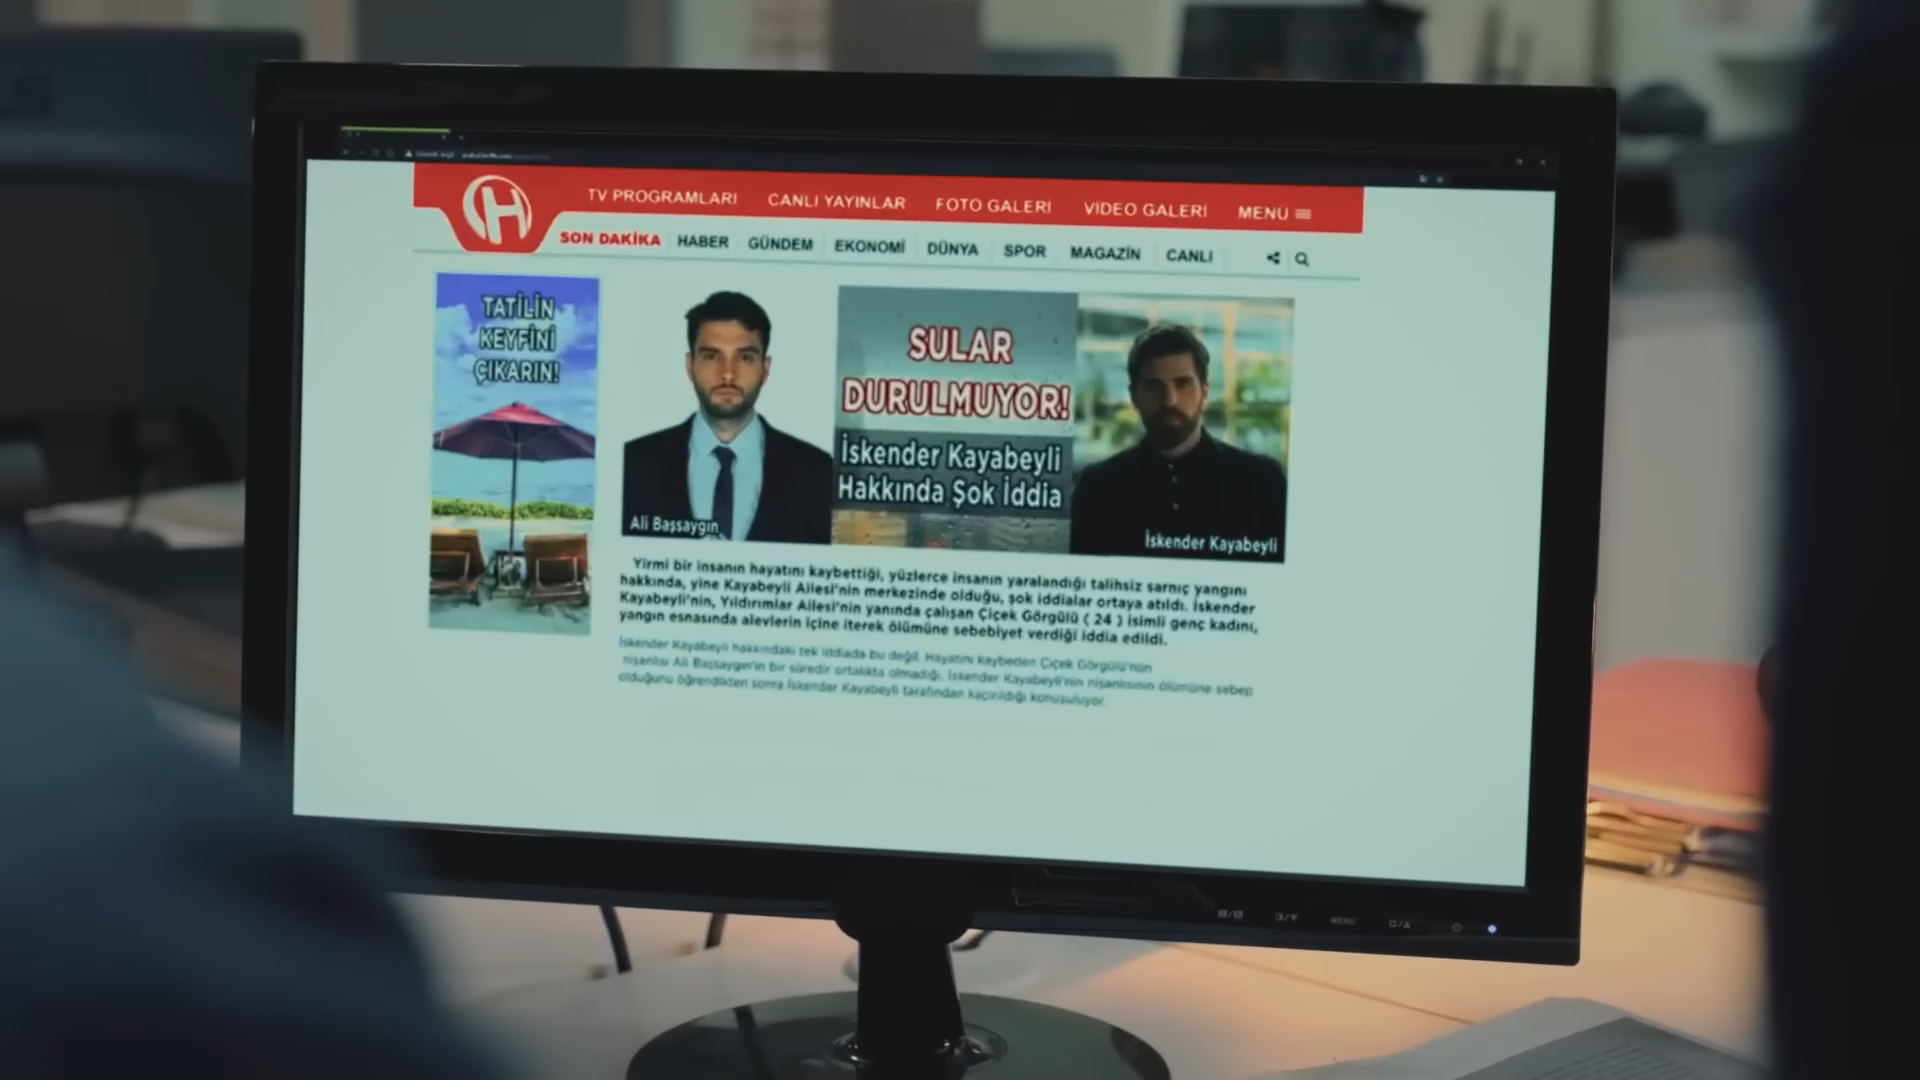 TV PROGRAMLARI CANLI YAYINLAR FOTO GALERİ VİDEO GALERİ MENÜ
H
SON DAKİKA HABER GÜNDEM EKONOMİ DÜNYA SPOR MAGAZİN CANLI
TATİLİN
KEYFİNİ
ÇIKARIN!
Ali Başsaygın
SULAR
DURULMUYOR!
İskender Kayabeyli
Hakkında Şok İddia
İskender Kayabeyli
Yirmi bir insanın hayatını kaybettiği, yüzlerce insanın yaralandığı talihsiz sarnıç yangını
hakkında, yine Kayabeyli Ailesi'nin merkezinde olduğu, şok iddialar ortaya atıldı. İskender
Kayabeyli'nin, Yıldırımlar Ailesi'nin yanında çalışan Çiçek Görgülü ( 24 ) isimli genç kadını,
yangın esnasında alevlerin içine iterek ölümüne sebebiyet verdiği iddia edildi.
İskender Kayabeyli hakkındaki tek iddiada bu değil. Hayatını kaybeden Çiçek Görgülü'nün
nişanlısı Ali Başsaygın'ın bir süredir ortalıkta olmadığı, İskender Kayabeyli'nin nişanlısının ölümüne sebep
olduğunu öğrendikten sonra İskender Kayabeyli tarafından kaçırıldığı konuşuluyor.
MENU